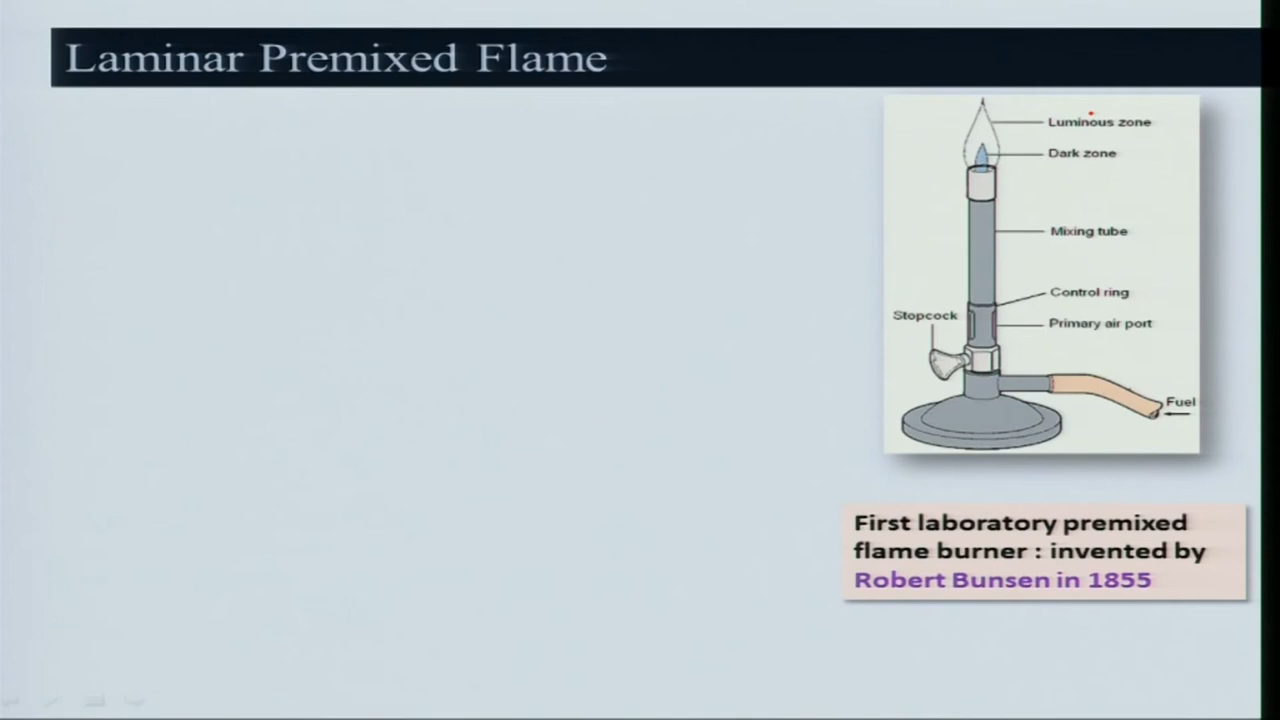 Laminar Premixed Flame
Luminous zone
Dark zone
Mixing tube
Control ring
Stopcock
Primary air port
Fuel
First laboratory premixed
flame burner : invented by
Robert Bunsen in 1855